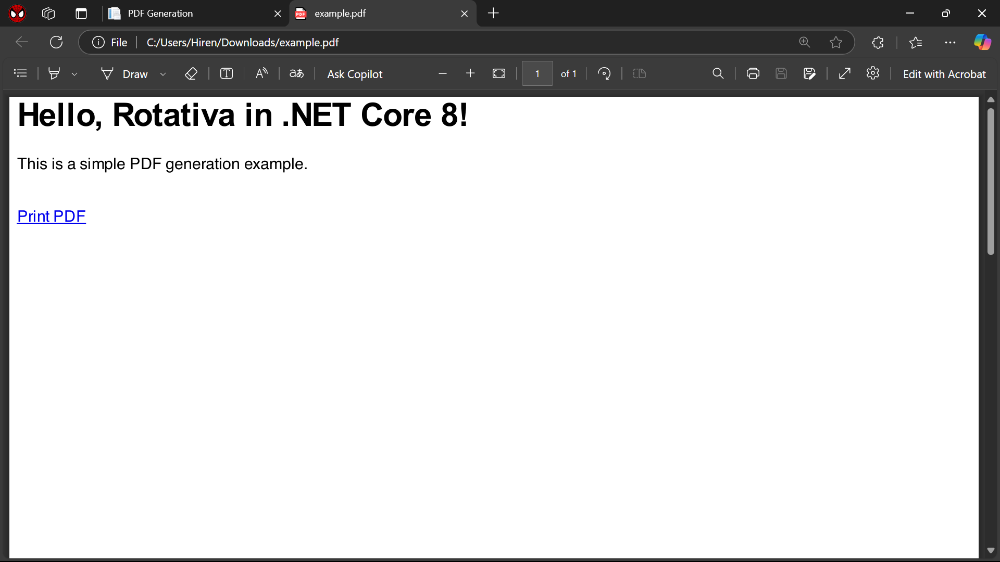 PDF Generation
example.pdf
File
C:/Users/Hiren/Downloads/example.pdf
Draw
Ask Copilot
1
of 1
Edit with Acrobat
Hello, Rotativa in .NET Core 8!
This is a simple PDF generation example.
Print PDF